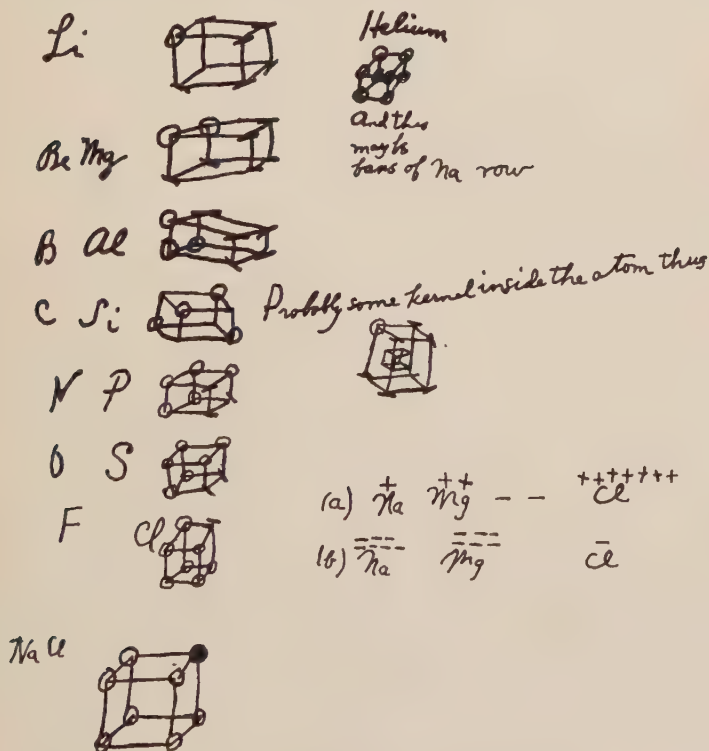 Li
Helium
And this
may be
basis of Na row
Be Mg
B Al
C Si
Probably some kernel inside the atom thus
N P
O S
F Cl
+ ++ +++++++
(a) Na Mg - - Cl
------- ------ -
(b) Na Mg Cl
Na Cl